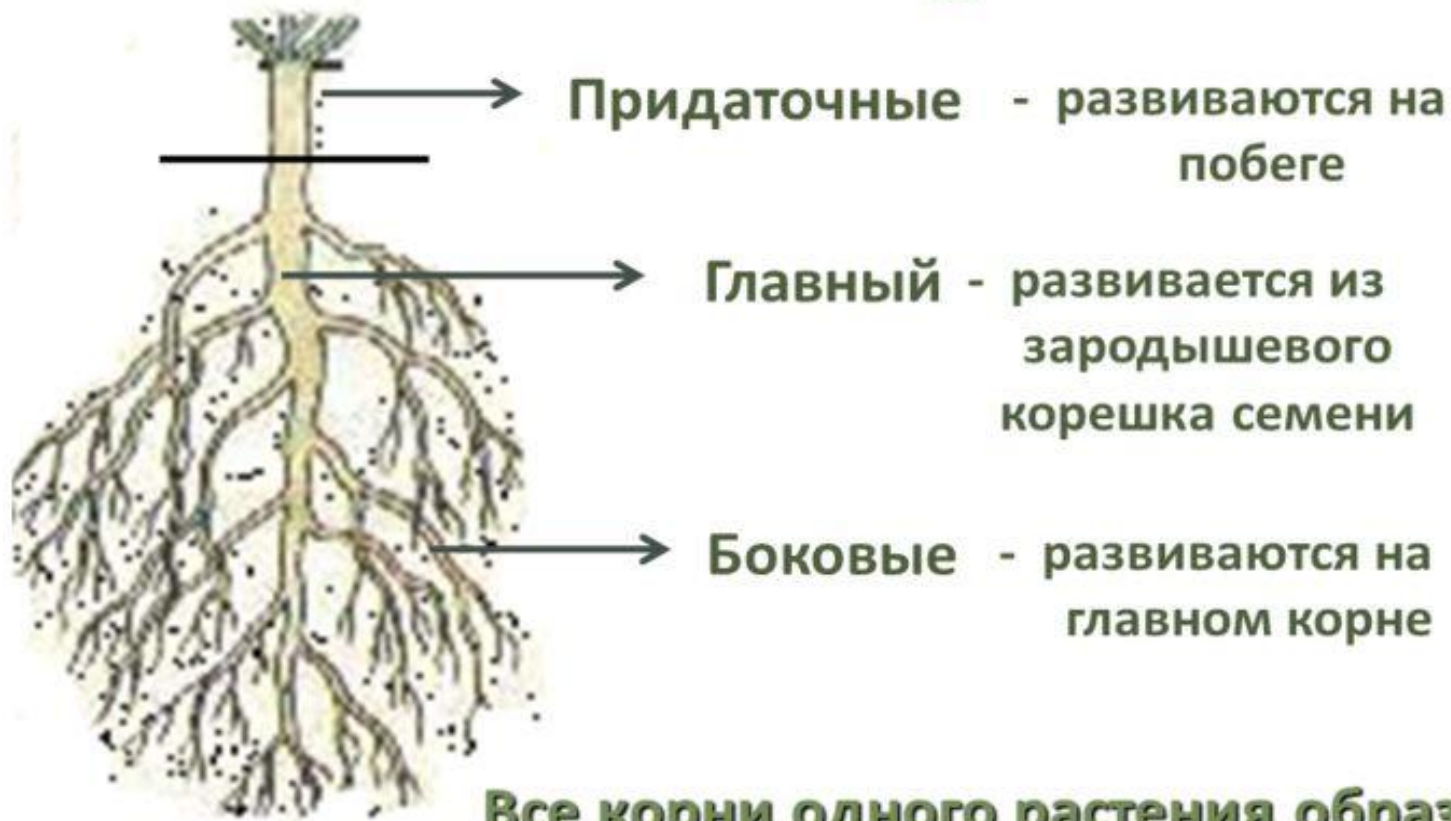 Придаточные - развиваются на
побеге
Главный - развивается из
зародышевого
корешка семени
Боковые - развиваются на
главном корне
Все корни одного растения